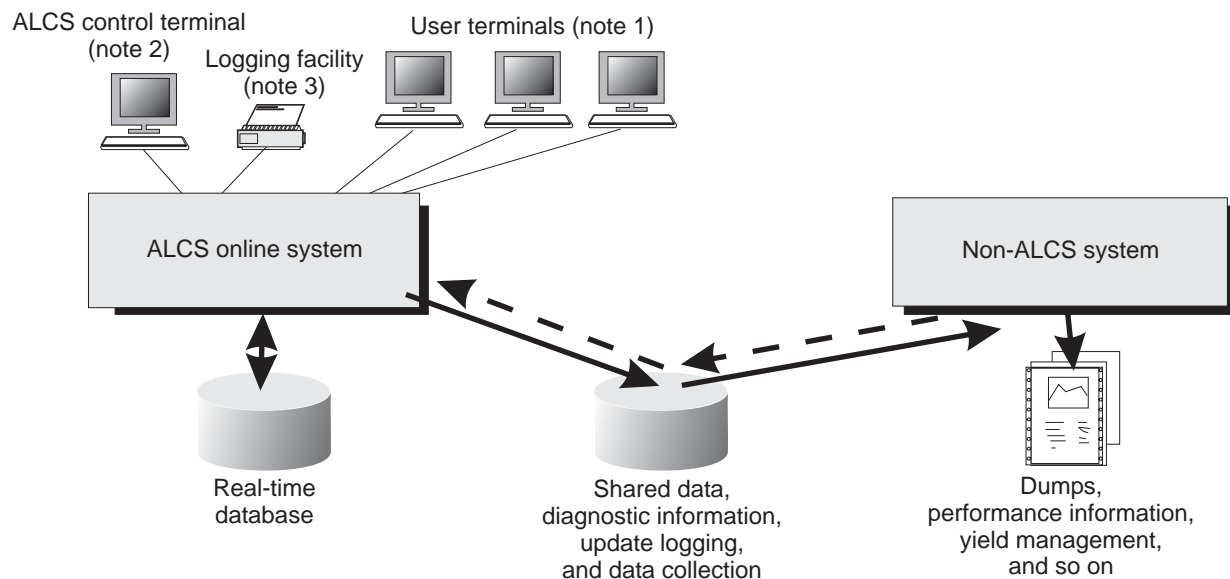 ALCS control terminal
(note 2)
Logging facility
(note 3)
User terminals (note 1)
ALCS online system
Non-ALCS system
Real-time
database
Shared data,
diagnostic information,
update logging,
and data collection
Dumps,
performance information,
yield management,
and so on